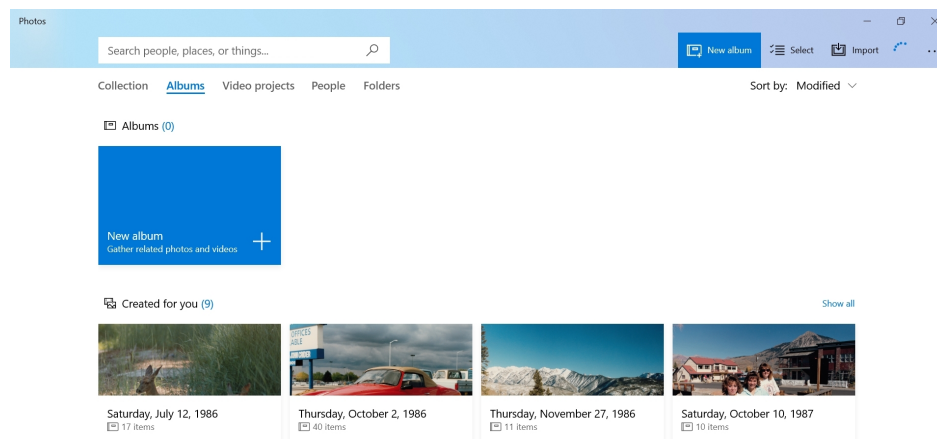 Photos
Search people, places, or things...
New album
Select
Import
Collection Albums Video projects People Folders
Sort by: Modified
Albums (0)
New album
Gather related photos and videos
Created for you (9)
Show all
OFFICES
ABLE
Saturday, July 12, 1986
17 items
Thursday, October 2, 1986
40 items
Thursday, November 27, 1986
11 items
Saturday, October 10, 1987
10 items